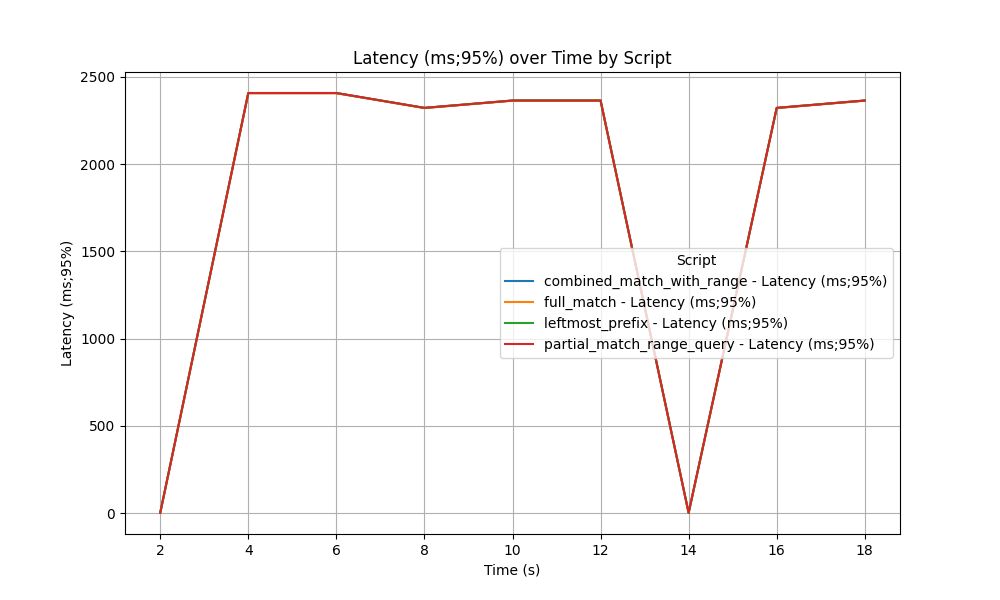 Latency (ms;95%) over Time by Script
Latency (ms;95%)
2500
2000
1500
1000
500
0
Script
combined_match_with_range - Latency (ms;95%)
full_match - Latency (ms;95%)
leftmost_prefix - Latency (ms;95%)
partial_match_range_query - Latency (ms;95%)
2 4 6 8 10 12 14 16 18
Time (s)